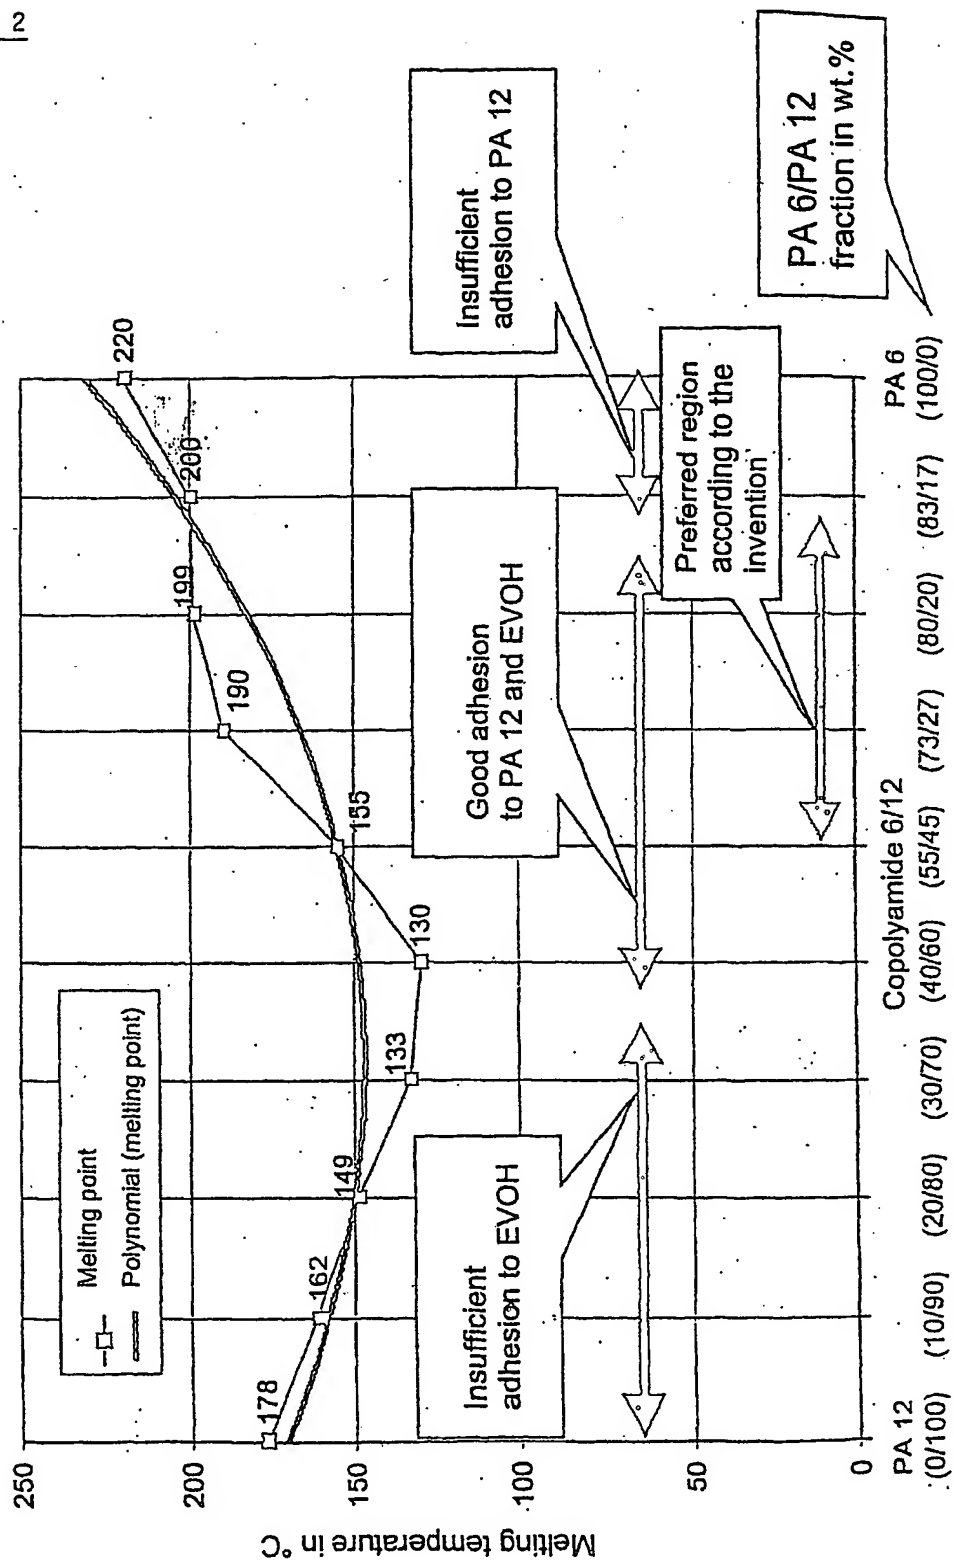 2
Melting temperature in °C
250
200
150
100
50
0
Melting point
Polynomial (melting point)
178
162
149
133
130
155
190
199
200
220
Insufficient
adhesion to EVOH
Good adhesion
to PA 12 and EVOH
Insufficient
adhesion to PA 12
Preferred region
according to the
invention
PA 6/PA 12
fraction in wt.%
PA 12
Copolyamide 6/12
PA 6
(0/100) (10/90) (20/80) (30/70) (40/60) (55/45) (73/27) (80/20) (83/17) (100/0)